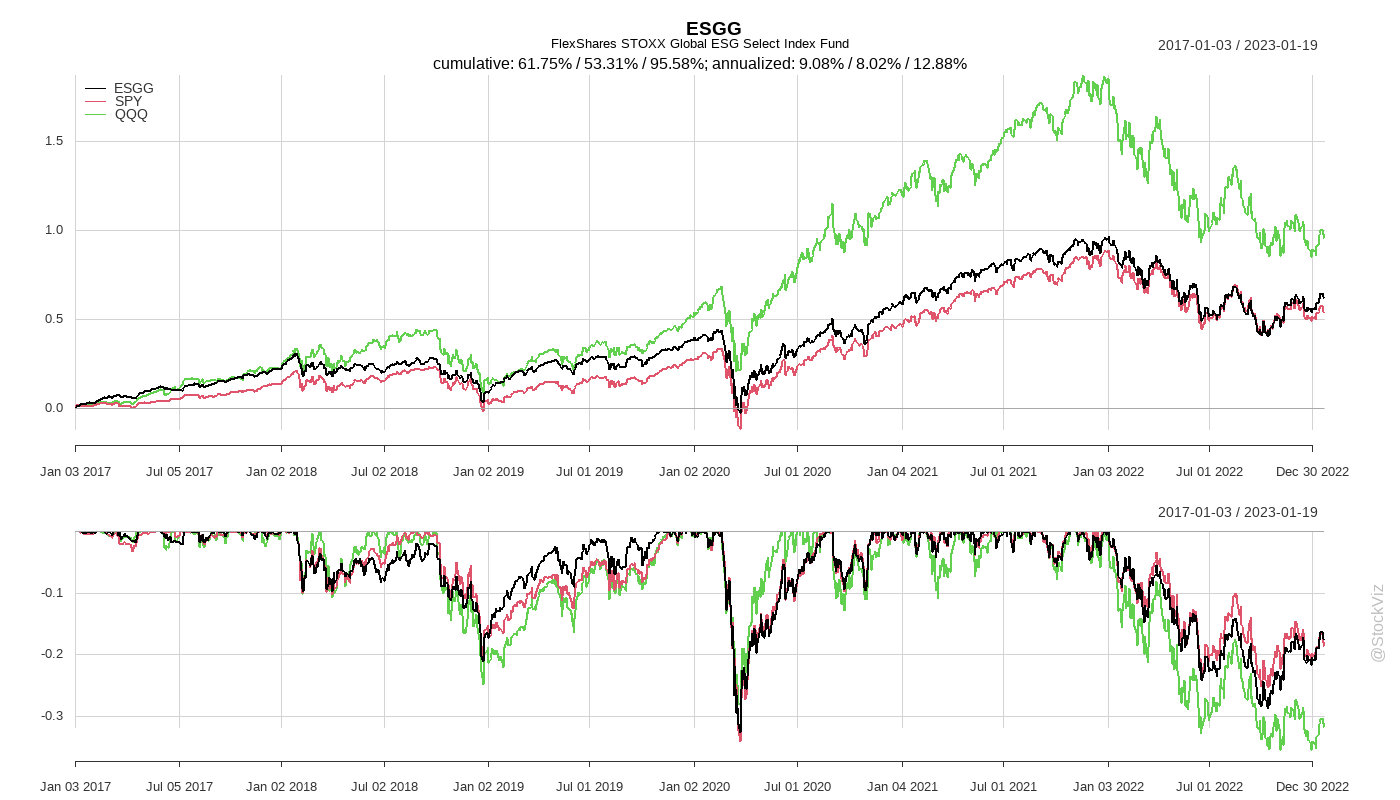 ESGG
FlexShares STOXX Global ESG Select Index Fund
2017-01-03 / 2023-01-19
cumulative: 61.75% / 53.31% / 95.58%; annualized: 9.08% / 8.02% / 12.88%
ESGG
SPY
QQQ
1.5
1.0
0.5
0.0
Jan 03 2017 Jul 05 2017 Jan 02 2018 Jul 02 2018 Jan 02 2019 Jul 01 2019 Jan 02 2020 Jul 01 2020 Jan 04 2021 Jul 01 2021 Jan 03 2022 Jul 01 2022 Dec 30 2022
2017-01-03 / 2023-01-19
-0.1
-0.2
-0.3
Jan 03 2017 Jul 05 2017 Jan 02 2018 Jul 02 2018 Jan 02 2019 Jul 01 2019 Jan 02 2020 Jul 01 2020 Jan 04 2021 Jul 01 2021 Jan 03 2022 Jul 01 2022 Dec 30 2022
@StockViz